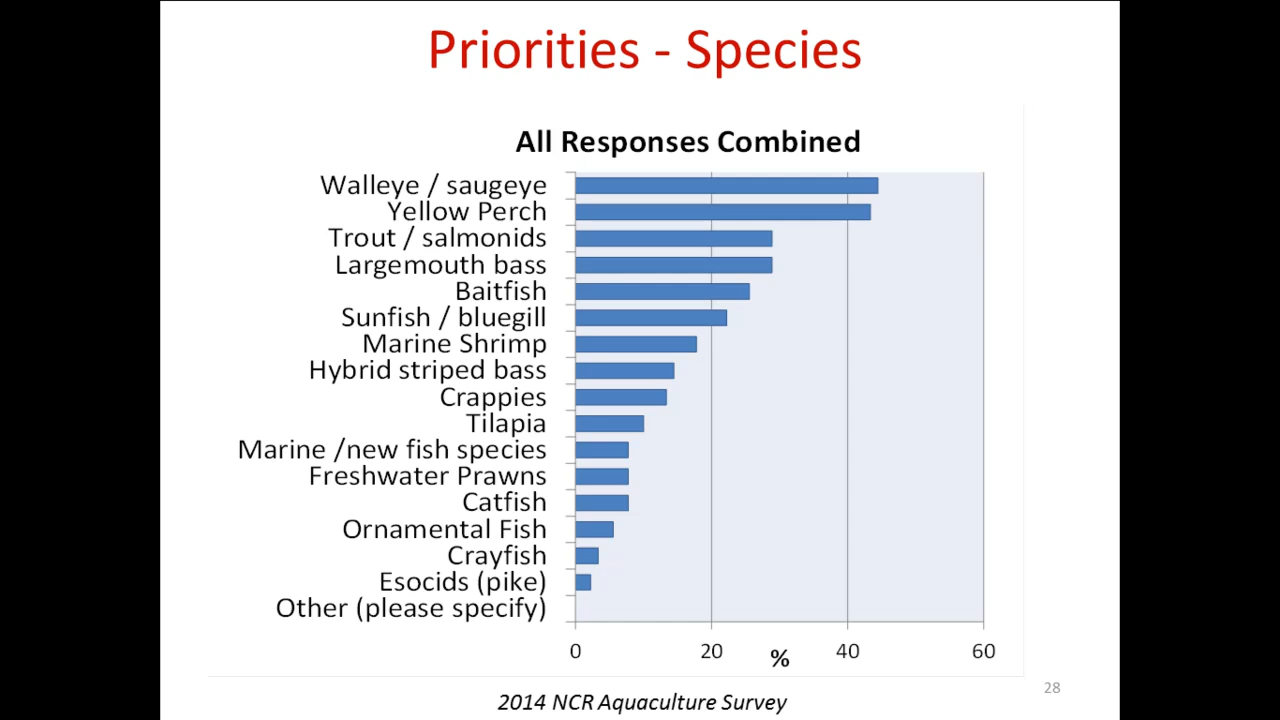 Priorities - Species
All Responses Combined
Walleye / saugeye
Yellow Perch
Trout / salmonids
Largemouth bass
Baitfish
Sunfish / bluegill
Marine Shrimp
Hybrid striped bass
Crappies
Tilapia
Marine /new fish species
Freshwater Prawns
Catfish
Ornamental Fish
Crayfish
Esocids (pike)
Other (please specify)
0 20 40 60
%
28
2014 NCR Aquaculture Survey